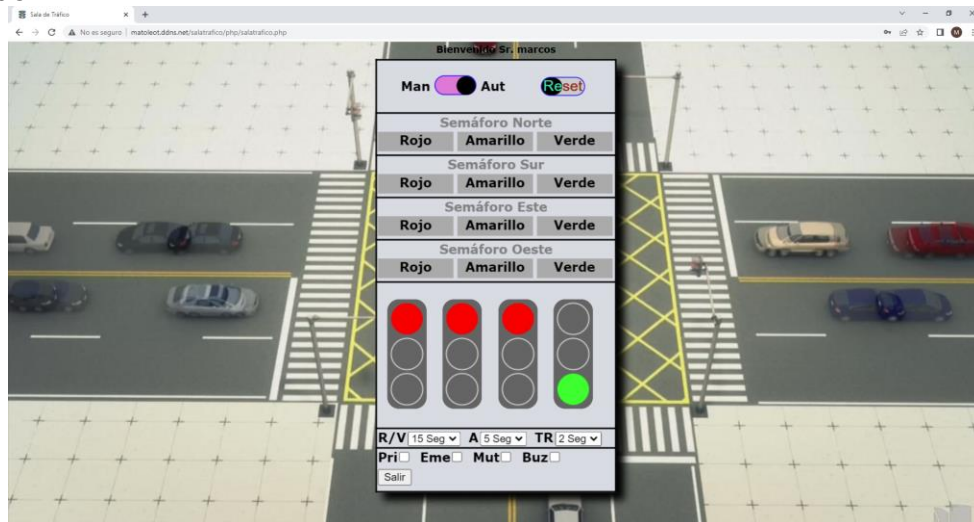 Sala de Tráfico
No es seguro | matoleot.ddns.net/salatrafico/php/salatrafico.php
M
Bienvenido Sr. marcos
Man Aut Reset
Semáforo Norte
Rojo Amarillo Verde
Semáforo Sur
Rojo Amarillo Verde
Semáforo Este
Rojo Amarillo Verde
Semáforo Oeste
Rojo Amarillo Verde
R/V 15 Seg A 5 Seg TR 2 Seg
Pri Eme Mut Buz
Salir